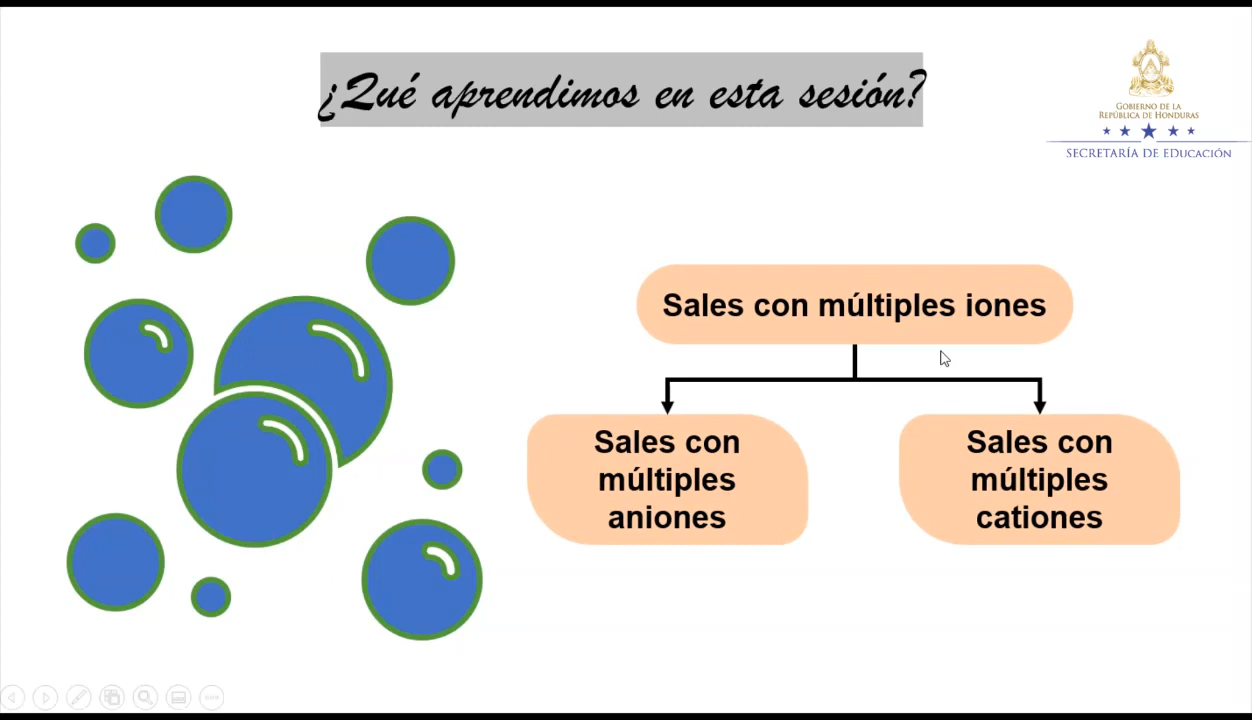 ¿Qué aprendimos en esta sesión?
GOBIERNO DE LA
REPÚBLICA DE HONDURAS
SECRETARÍA DE EDUCACIÓN
Sales con múltiples iones
Sales con
múltiples
aniones
Sales con
múltiples
cationes